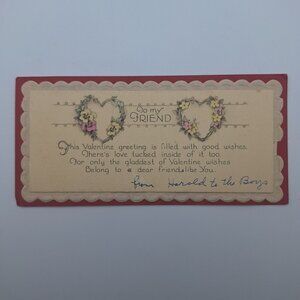 To my
FRIEND
This Valentine greeting is filled with good wishes.
There's love tucked inside of it too.
For only the gladdest of Valentine wishes
Belong to a dear friend like You.
from Harold to the Boys